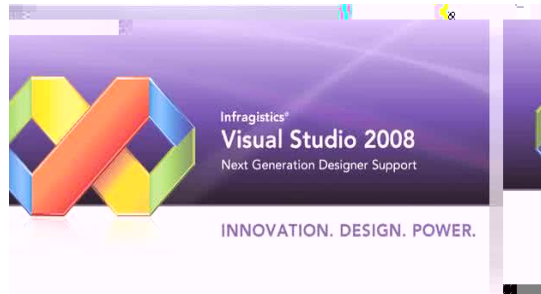 Infragistics®
Visual Studio 2008
Next Generation Designer Support
INNOVATION. DESIGN. POWER.